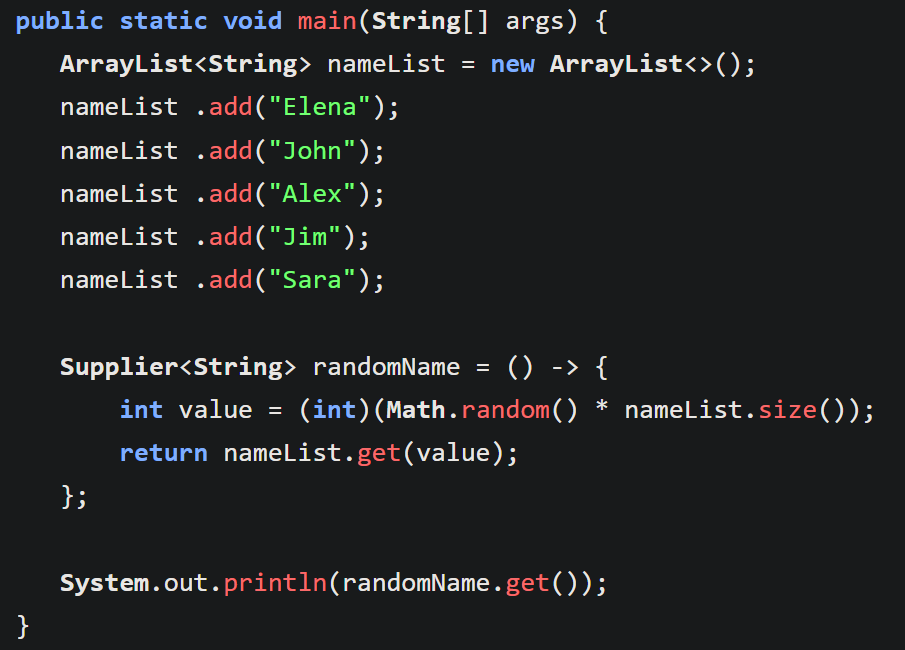 public static void main(String[] args) {
   ArrayList<String> nameList = new ArrayList<>();
   nameList .add("Elena");
   nameList .add("John");
   nameList .add("Alex");
   nameList .add("Jim");
   nameList .add("Sara");

   Supplier<String> randomName = () -> {
       int value = (int)(Math.random() * nameList.size());
       return nameList.get(value);
   };

   System.out.println(randomName.get());
}